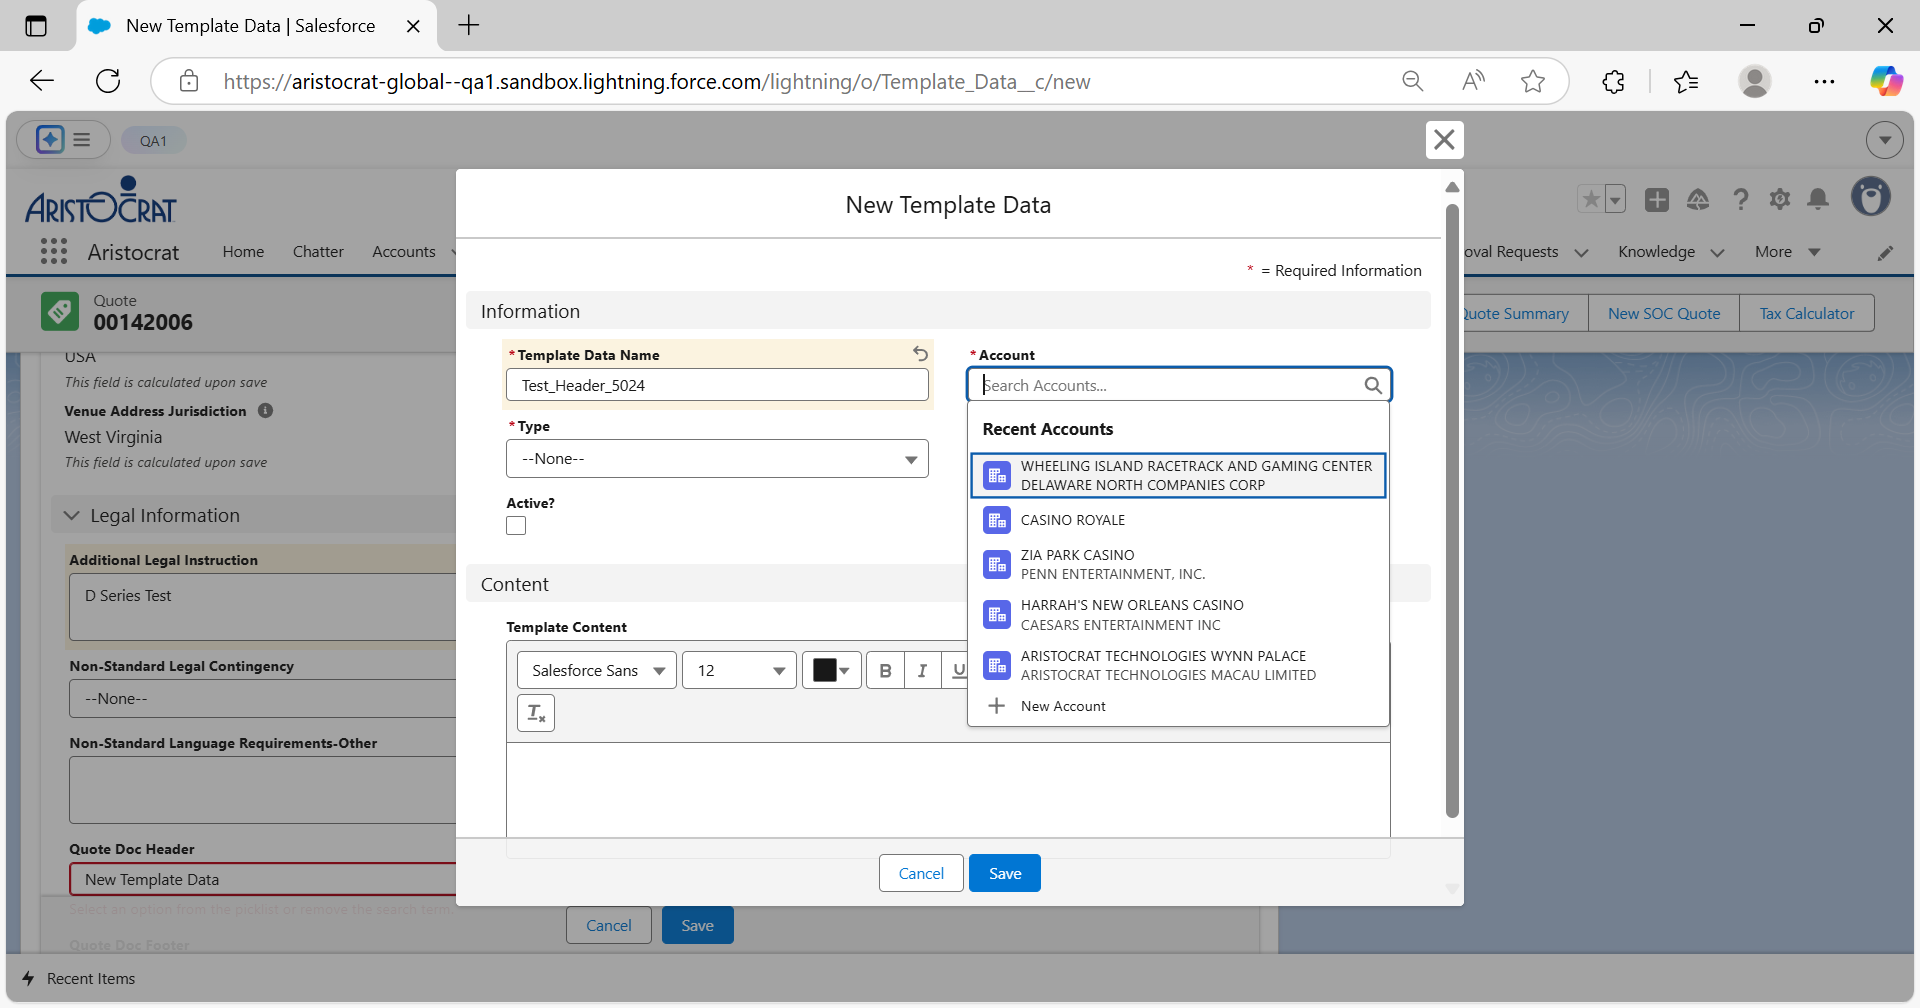 New Template Data | Salesforce
https://aristocrat-global--qa1.sandbox.lightning.force.com/lightning/o/Template_Data__c/new
QA1
ARISTOCRAT
Aristocrat
Home
Chatter
Accounts
oval Requests
Knowledge
More
Quote
00142006
Quote Summary
New SOC Quote
Tax Calculator
USA
This field is calculated upon save
Venue Address Jurisdiction
West Virginia
This field is calculated upon save
Legal Information
Additional Legal Instruction
D Series Test
Non-Standard Legal Contingency
--None--
Non-Standard Language Requirements-Other
Quote Doc Header
New Template Data
Select an option from the picklist or remove the search term.
Quote Doc Footer
Cancel
Save
Recent Items
New Template Data
* = Required Information
Information
* Template Data Name
Test_Header_5024
* Account
Search Accounts...
Recent Accounts
WHEELING ISLAND RACETRACK AND GAMING CENTER
DELAWARE NORTH COMPANIES CORP
CASINO ROYALE
ZIA PARK CASINO
PENN ENTERTAINMENT, INC.
HARRAH'S NEW ORLEANS CASINO
CAESARS ENTERTAINMENT INC
ARISTOCRAT TECHNOLOGIES WYNN PALACE
ARISTOCRAT TECHNOLOGIES MACAU LIMITED
New Account
* Type
--None--
Active?
Content
Template Content
Salesforce Sans
12
B
I
U
Cancel
Save